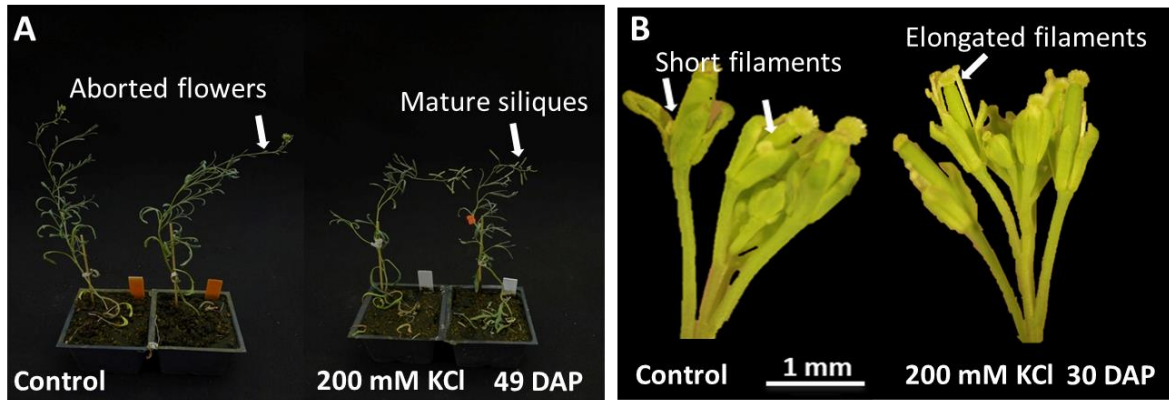 A
Aborted flowers
Mature siliques
Control
200 mM KCl 49 DAP
B
Elongated filaments
Short filaments
Control
1 mm
200 mM KCl 30 DAP